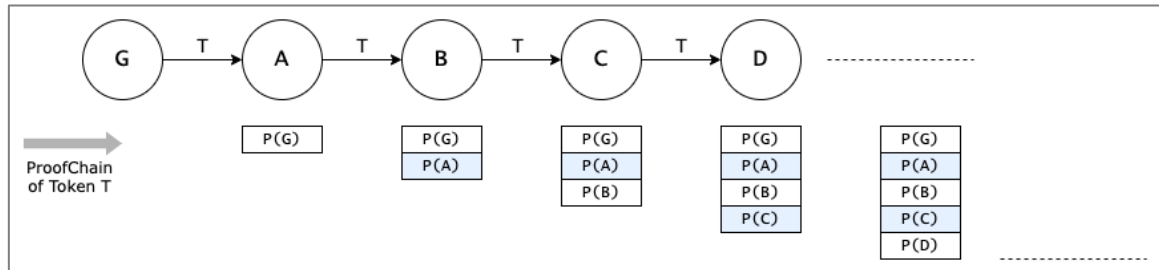 T T T T
G A B C D
P(G) P(G) P(G) P(G) P(G)
ProofChain
of Token T
P(A) P(A) P(A) P(A)
P(B) P(B) P(B)
P(C) P(C)
P(D)